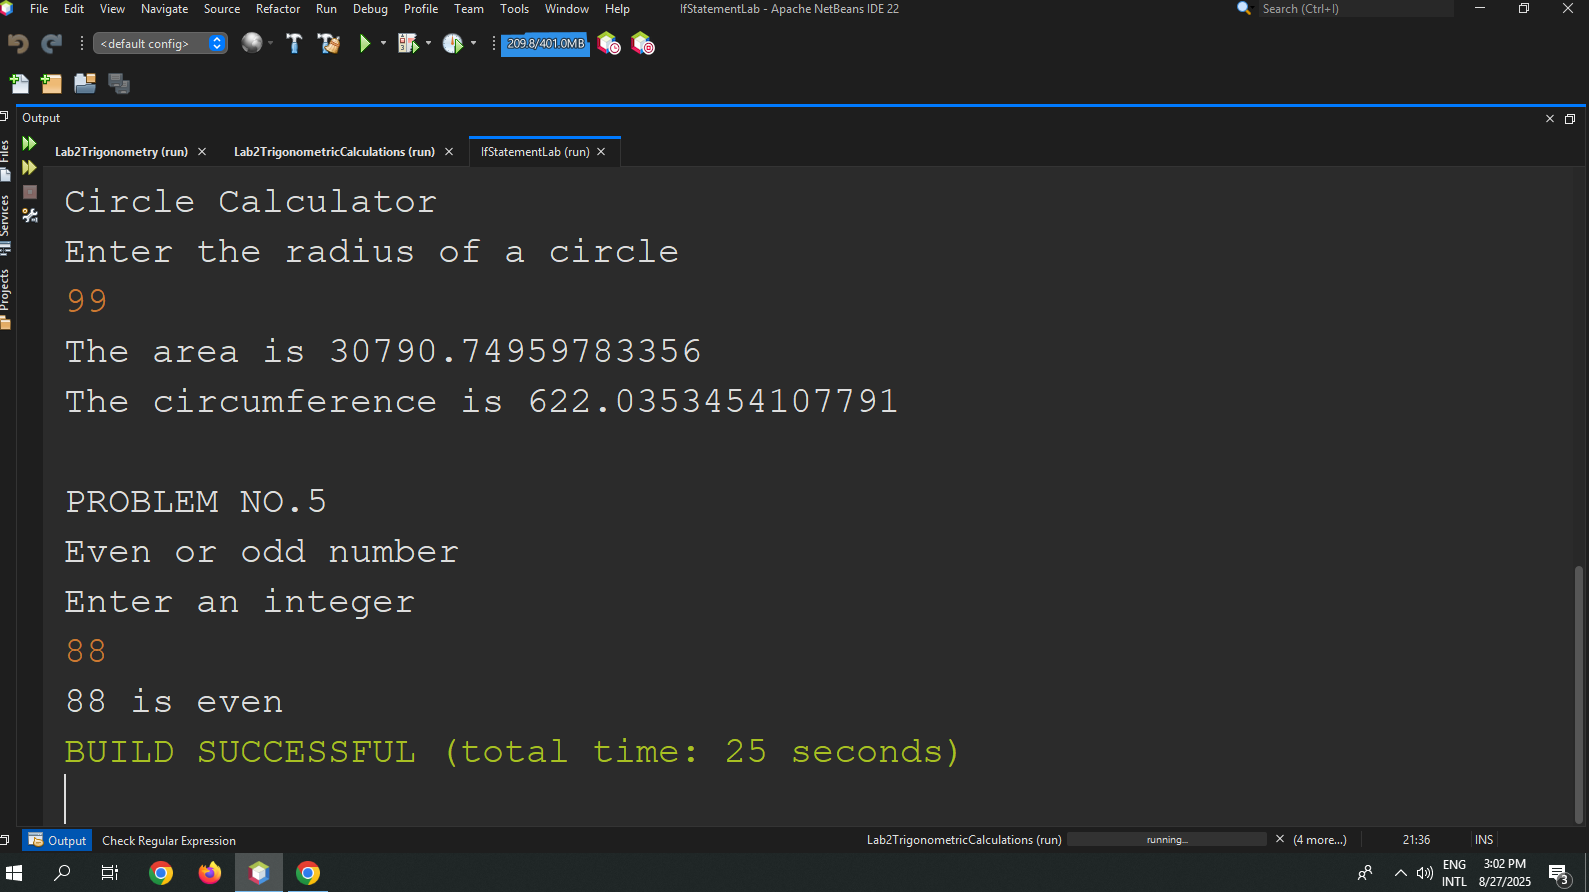 File Edit View Navigate Source Refactor Run Debug Profile Team Tools Window Help IfStatementLab - Apache NetBeans IDE 22 Search (Ctrl+I)
<default config> 209.8/401.0MB
Output
Lab2Trigonometry (run) Lab2TrigonometricCalculations (run) IfStatementLab (run)
Files
Services
Projects
Circle Calculator
Enter the radius of a circle
99
The area is 30790.74959783356
The circumference is 622.0353454107791
PROBLEM NO.5
Even or odd number
Enter an integer
88
88 is even
BUILD SUCCESSFUL (total time: 25 seconds)
Output Check Regular Expression Lab2TrigonometricCalculations (run) running... (4 more...) 21:36 INS
ENG 3:02 PM
INTL 8/27/2025 3